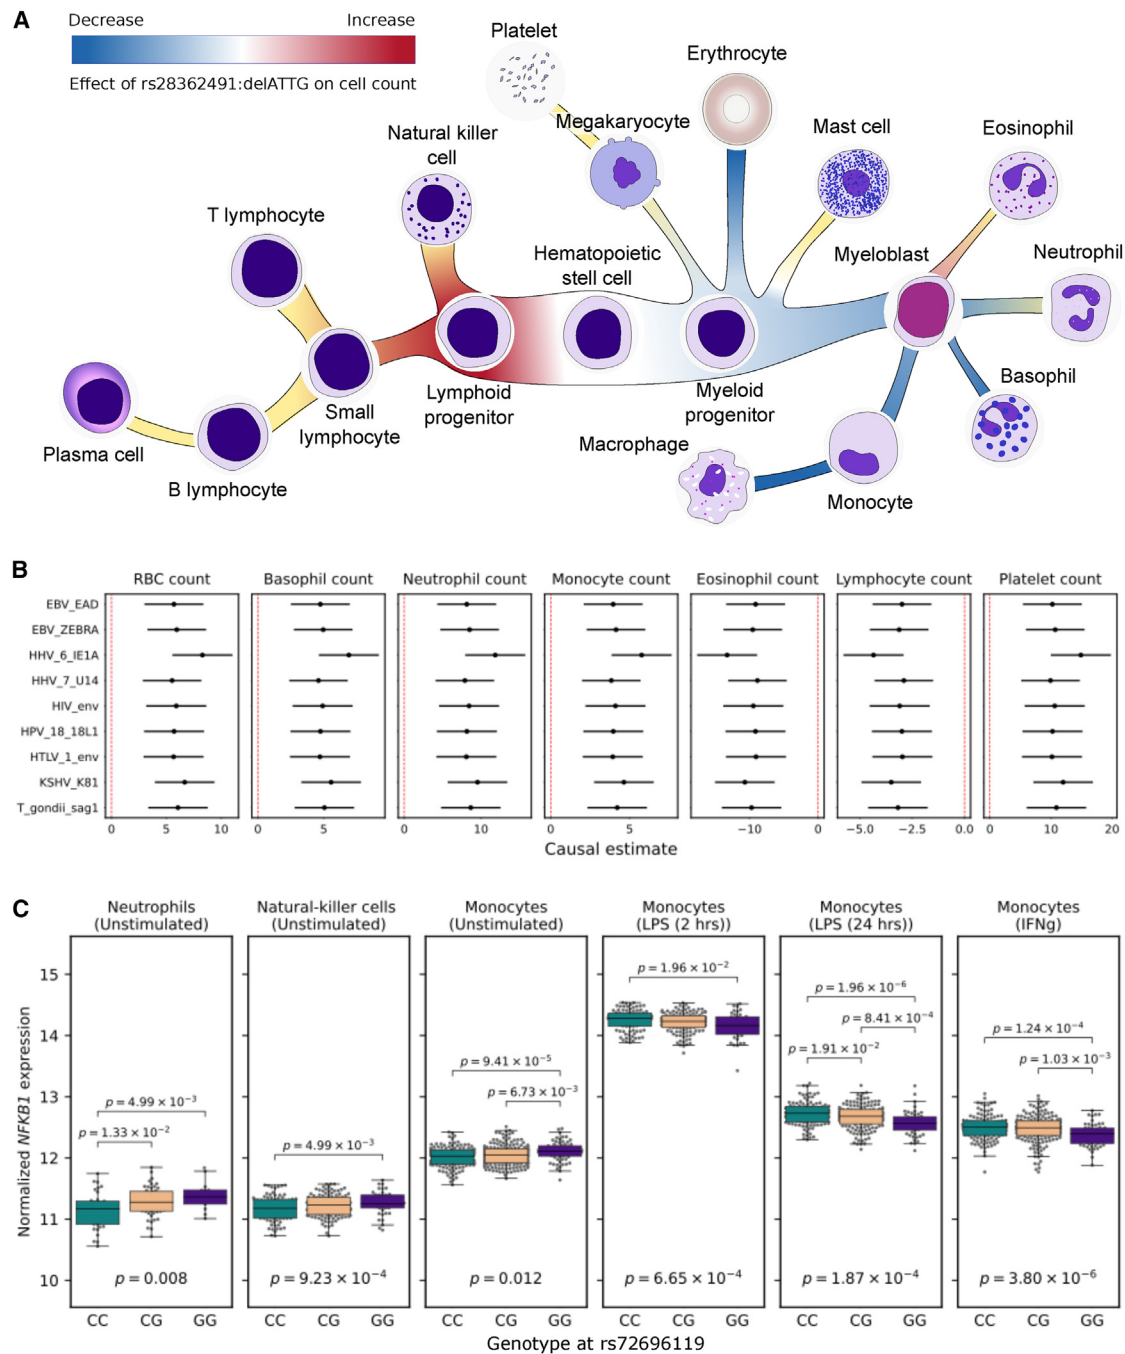 A
Decrease Increase
Effect of rs28362491:delATTG on cell count
Platelet
Erythrocyte
Megakaryocyte
Mast cell
Eosinophil
Natural killer
cell
T lymphocyte
Hematopoietic
stell cell
Myeloblast
Neutrophil
Lymphoid
progenitor
Myeloid
progenitor
Basophil
Small
lymphocyte
Macrophage
Plasma cell
B lymphocyte
Monocyte
B
RBC count Basophil count Neutrophil count Monocyte count Eosinophil count Lymphocyte count Platelet count
EBV_EAD
EBV_ZEBRA
HHV_6_IE1A
HHV_7_U14
HIV_env
HPV_18_18L1
HTLV_1_env
KSHV_K81
T_gondii_sag1
0 5 10 0 5 0 10 0 5 −10 0 −5.0 −2.5 0.0 0 10 20
Causal estimate
C
Neutrophils
(Unstimulated)
Natural-killer cells
(Unstimulated)
Monocytes
(Unstimulated)
Monocytes
(LPS (2 hrs))
Monocytes
(LPS (24 hrs))
Monocytes
(IFNg)
Normalized NFKB1 expression
15
14
13
12
11
10
p = 4.99 × 10⁻³
p = 1.33 × 10⁻²
p = 0.008
p = 4.99 × 10⁻³
p = 9.23 × 10⁻⁴
p = 9.41 × 10⁻⁵
p = 6.73 × 10⁻³
p = 0.012
p = 1.96 × 10⁻²
p = 6.65 × 10⁻⁴
p = 1.96 × 10⁻⁶
p = 8.41 × 10⁻⁴
p = 1.91 × 10⁻²
p = 1.87 × 10⁻⁴
p = 1.24 × 10⁻⁴
p = 1.03 × 10⁻³
p = 3.80 × 10⁻⁶
CC CG GG CC CG GG CC CG GG CC CG GG CC CG GG CC CG GG
Genotype at rs72696119